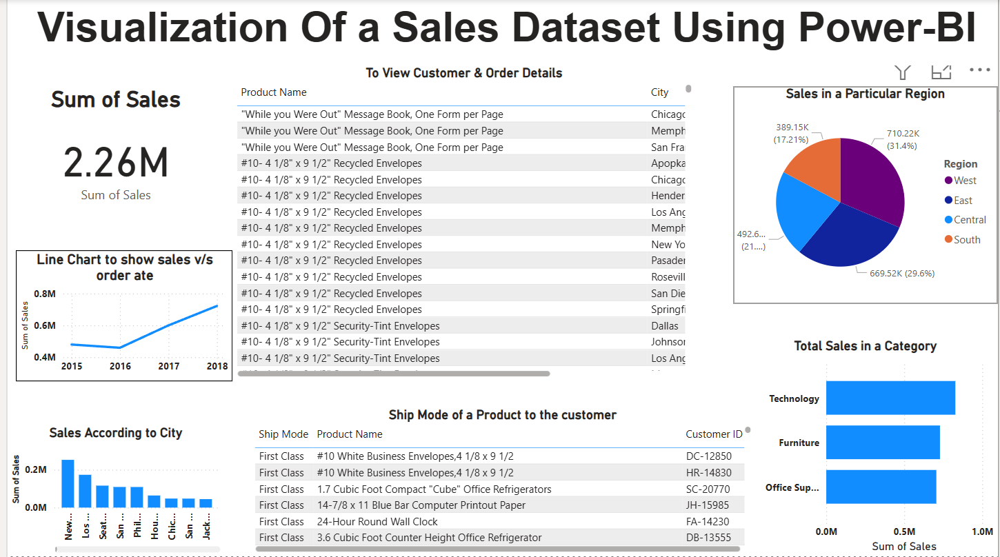 Visualization Of a Sales Dataset Using Power-BI
Sum of Sales
2.26M
Sum of Sales
To View Customer & Order Details
Product Name City
"While you Were Out" Message Book, One Form per Page Chicago
"While you Were Out" Message Book, One Form per Page Memph
"While you Were Out" Message Book, One Form per Page San Fra
#10- 4 1/8" x 9 1/2" Recycled Envelopes Apopka
#10- 4 1/8" x 9 1/2" Recycled Envelopes Chicago
#10- 4 1/8" x 9 1/2" Recycled Envelopes Hender
#10- 4 1/8" x 9 1/2" Recycled Envelopes Los Ang
#10- 4 1/8" x 9 1/2" Recycled Envelopes Memph
#10- 4 1/8" x 9 1/2" Recycled Envelopes New Yo
#10- 4 1/8" x 9 1/2" Recycled Envelopes Pasader
#10- 4 1/8" x 9 1/2" Recycled Envelopes Rosevill
#10- 4 1/8" x 9 1/2" Recycled Envelopes San Die
#10- 4 1/8" x 9 1/2" Recycled Envelopes Springfi
#10- 4 1/8" x 9 1/2" Security-Tint Envelopes Dallas
#10- 4 1/8" x 9 1/2" Security-Tint Envelopes Johnson
#10- 4 1/8" x 9 1/2" Security-Tint Envelopes Los Ang
Sales in a Particular Region
389.15K
(17.21%)
710.22K
(31.4%)
492.6...
(21....)
669.52K (29.6%)
Region
West
East
Central
South
Line Chart to show sales v/s
order ate
Sum of Sales
0.8M
0.6M
0.4M
2015 2016 2017 2018
Sales According to City
Sum of Sales
0.2M
0.0M
New...
Los ...
Seat...
San ...
Phil...
Hou...
Chic...
San ...
Jack...
Ship Mode of a Product to the customer
Ship Mode Product Name Customer ID
First Class #10 White Business Envelopes,4 1/8 x 9 1/2 DC-12850
First Class #10 White Business Envelopes,4 1/8 x 9 1/2 HR-14830
First Class 1.7 Cubic Foot Compact "Cube" Office Refrigerators SC-20770
First Class 14-7/8 x 11 Blue Bar Computer Printout Paper JH-15985
First Class 24-Hour Round Wall Clock FA-14230
First Class 3.6 Cubic Foot Counter Height Office Refrigerator DB-13555
Total Sales in a Category
Technology
Furniture
Office Sup...
0.0M 0.5M 1.0M
Sum of Sales